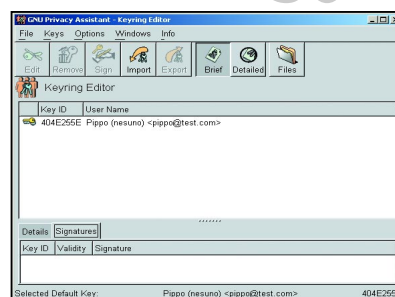 GNU Privacy Assistant - Keyring Editor
File Keys Options Windows Info
Edit Remove Sign Import Export Brief Detailed Files
Keyring Editor
Key ID User Name
404E255E Pippo (nesuno) <pippo@test.com>
Details Signatures
Key ID Validity Signature
Selected Default Key: Pippo (nesuno) <pippo@test.com> 404E255